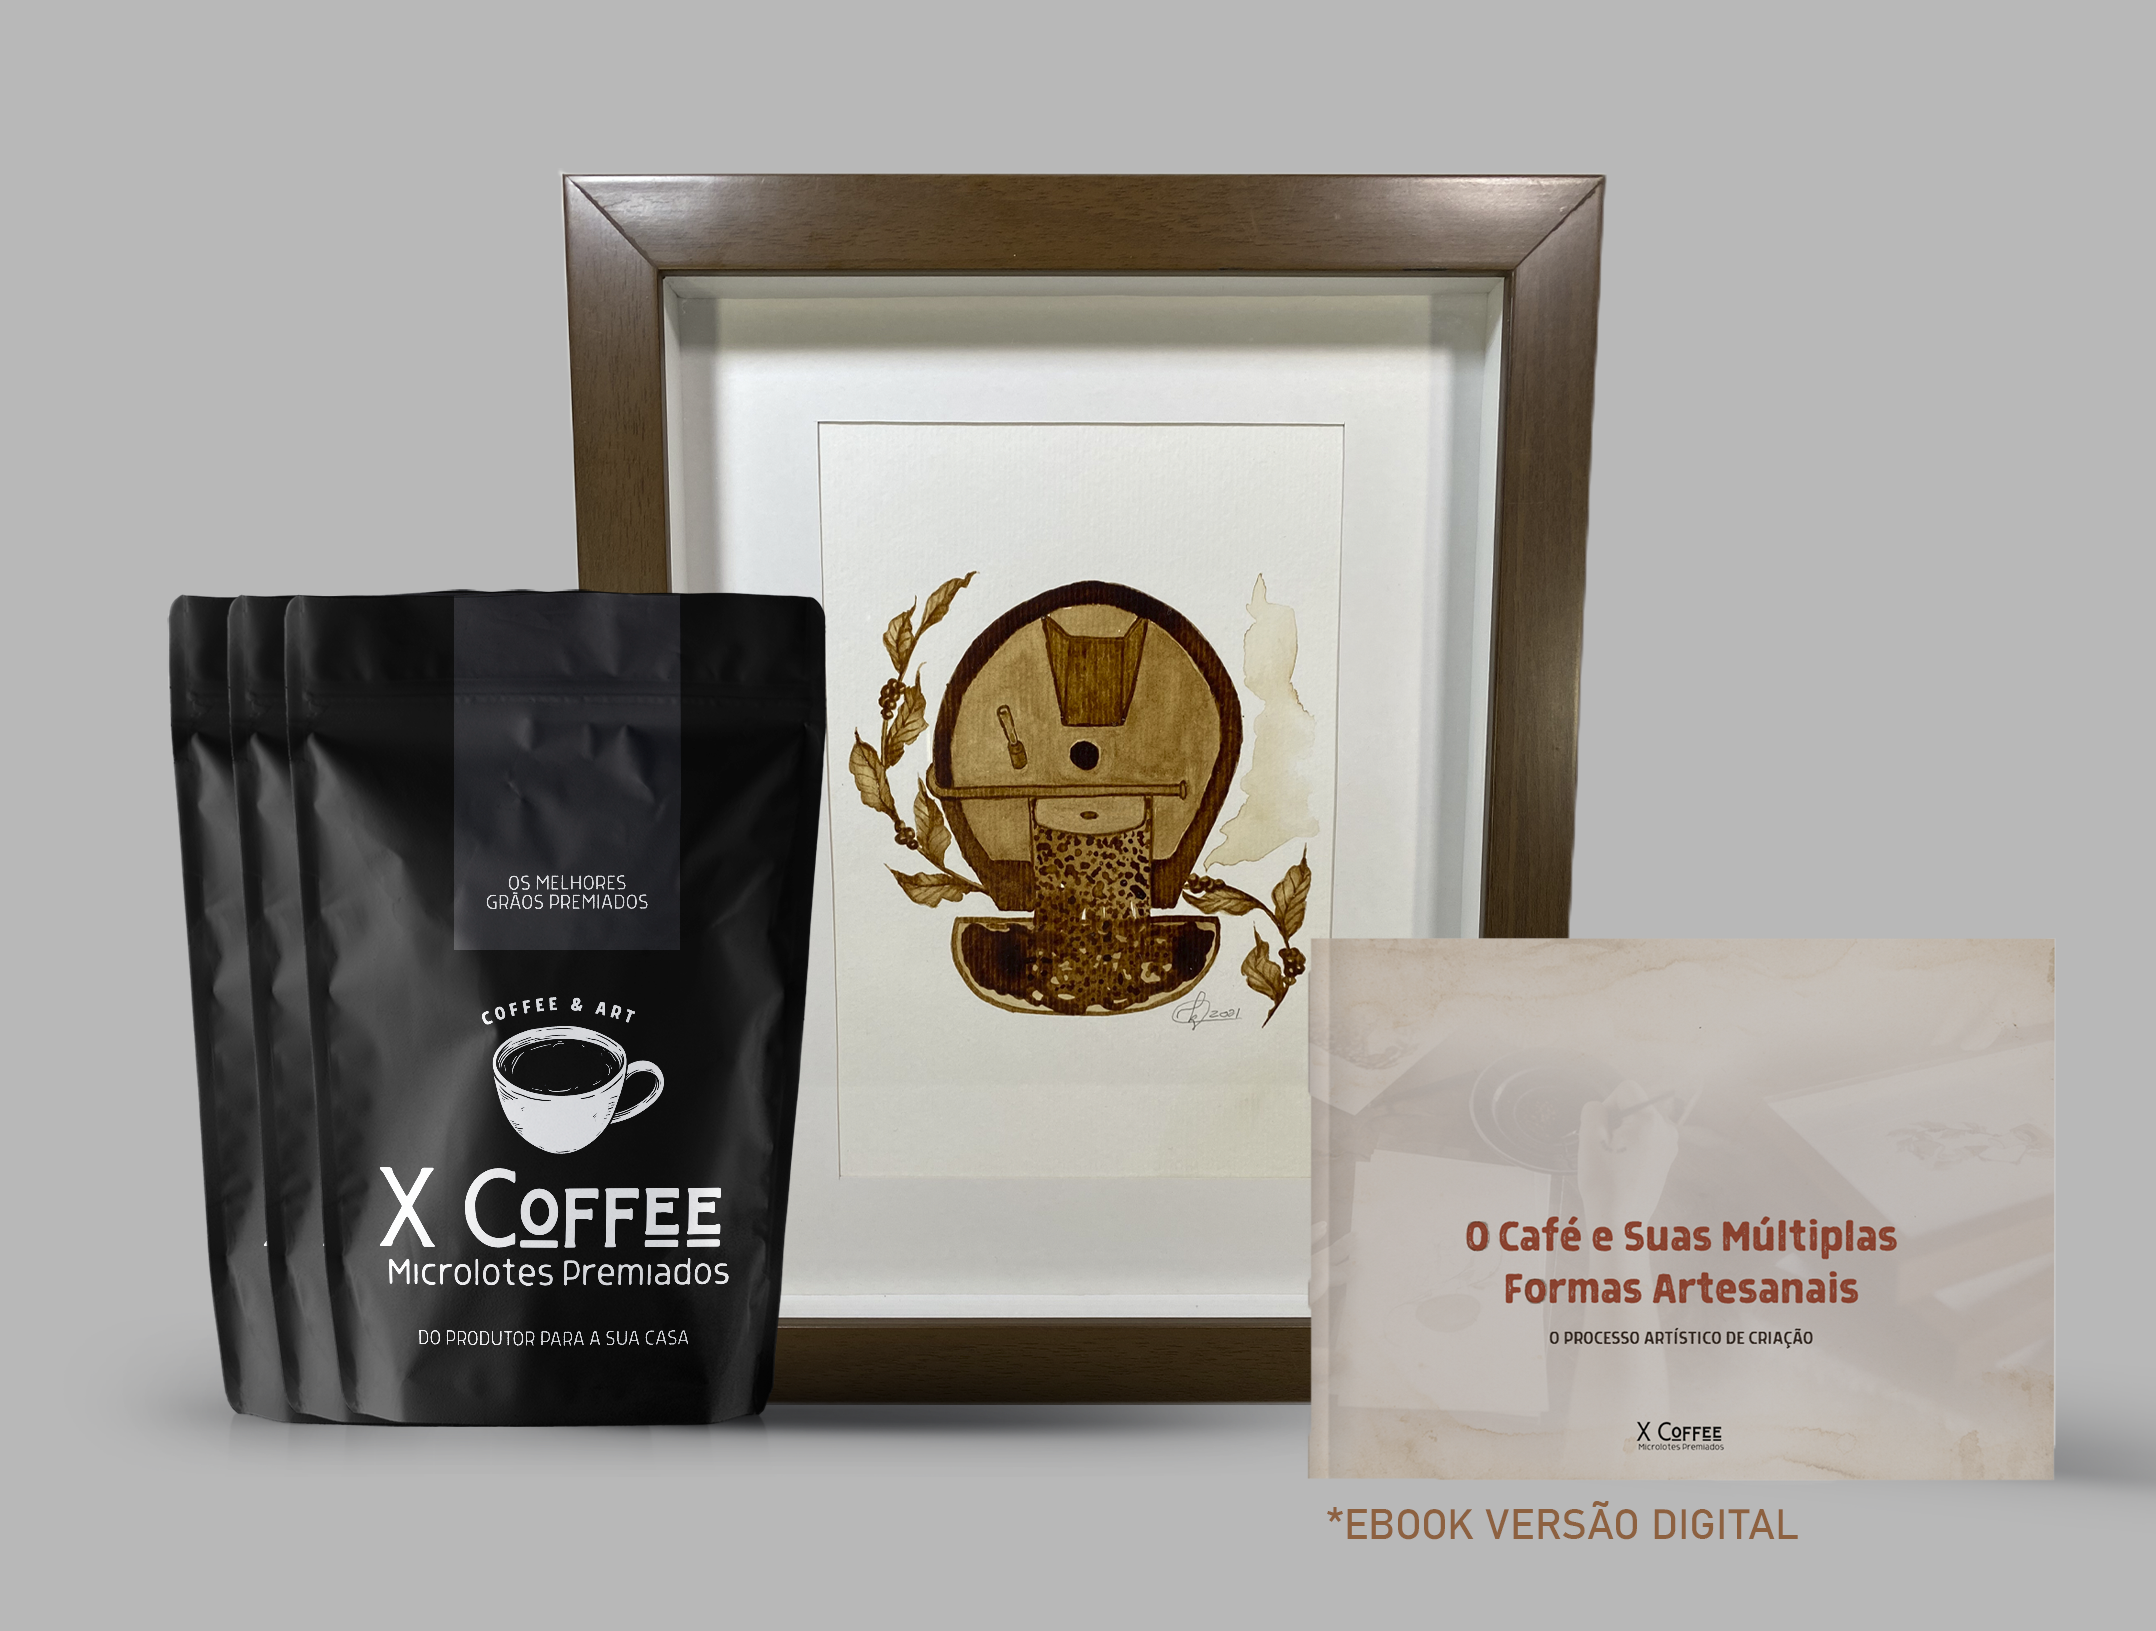 OS MELHORES
GRÃOS PREMIADOS
COFFEE & ART
X COFFEE
Microlotes Premiados
DO PRODUTOR PARA A SUA CASA
2021
O Café e Suas Múltiplas
Formas Artesanais
O PROCESSO ARTÍSTICO DE CRIAÇÃO
X COFFEE
Microlotes Premiados
*EBOOK VERSÃO DIGITAL